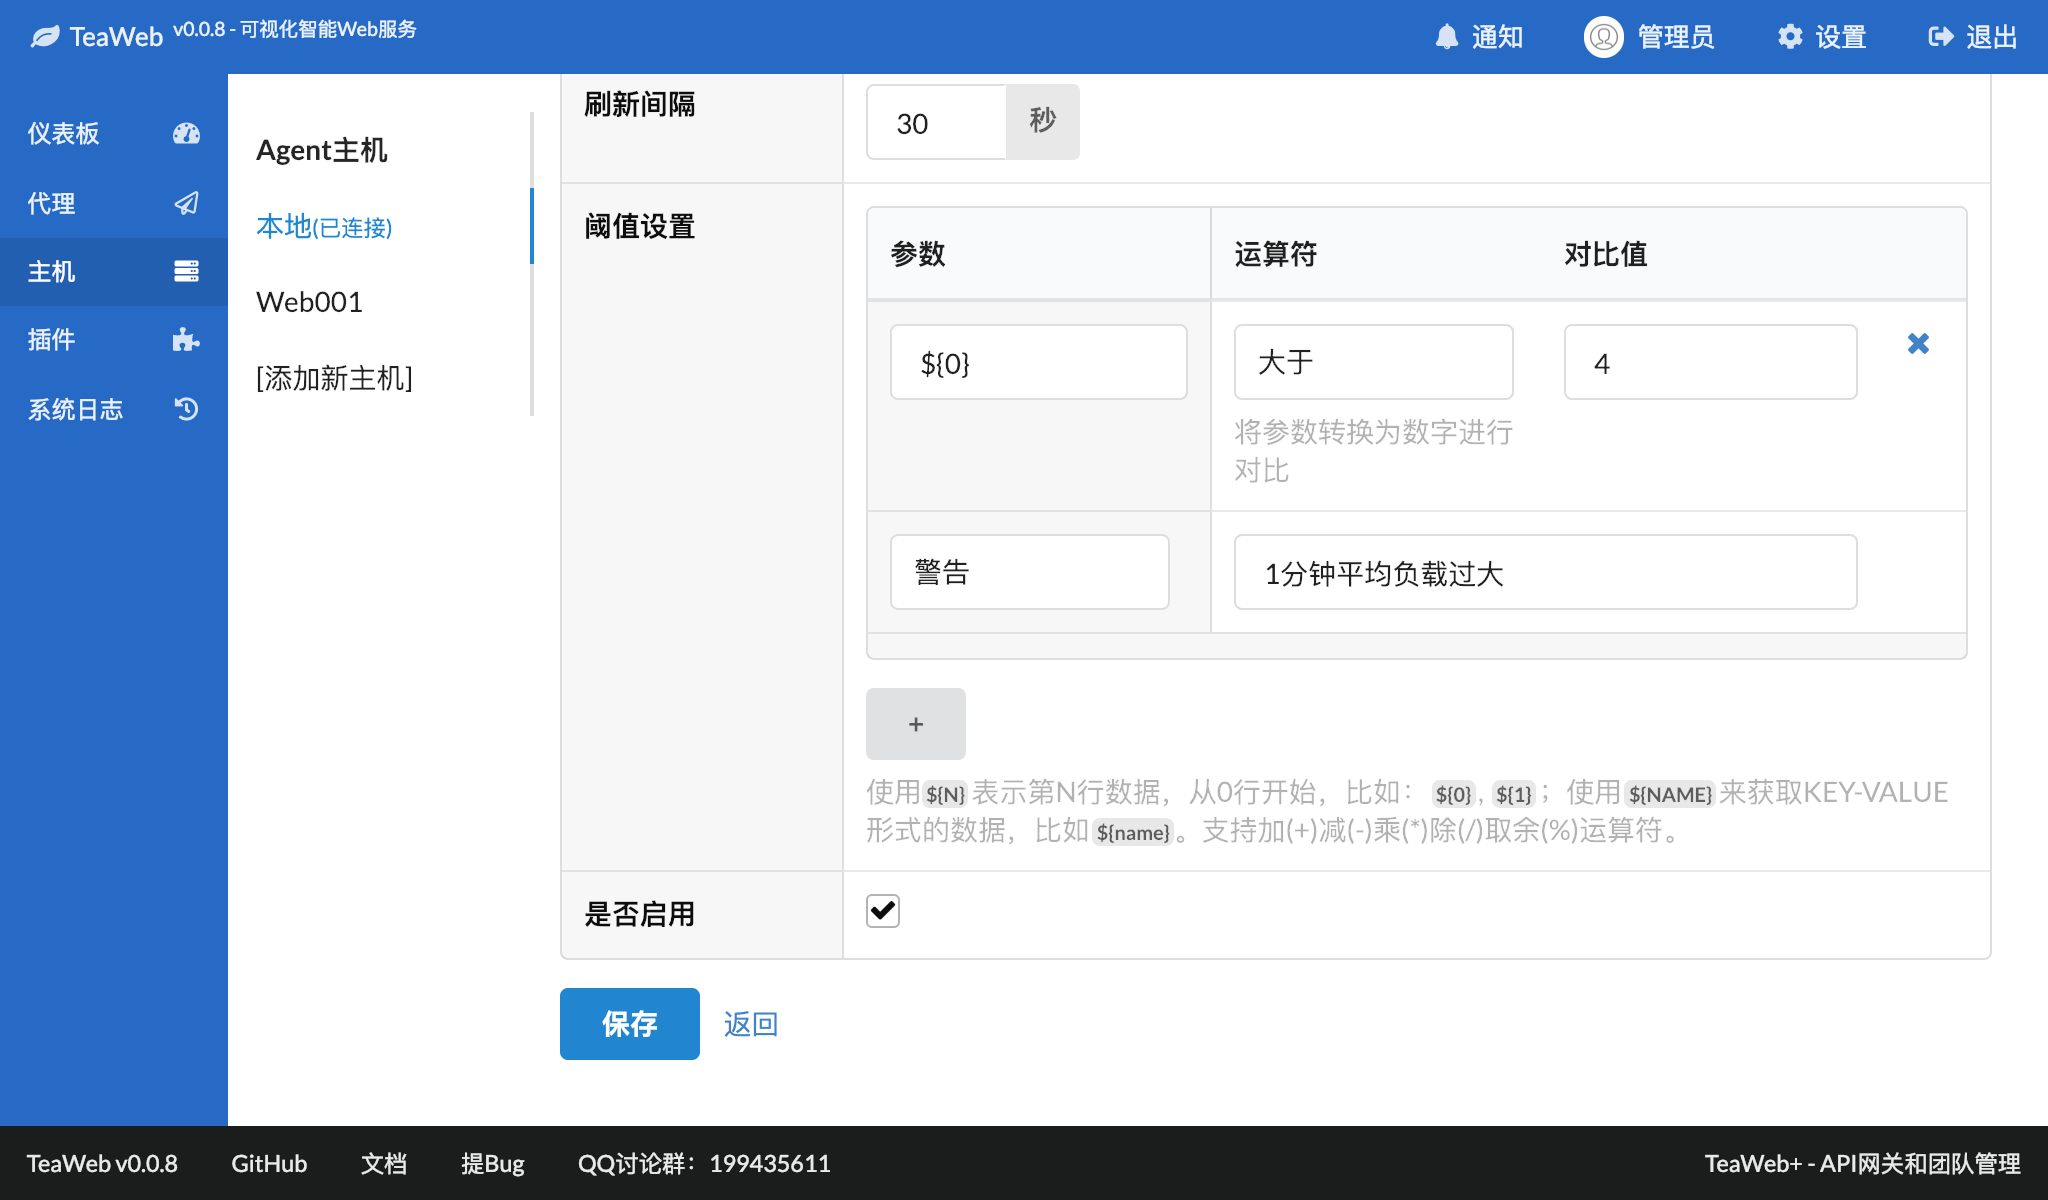 TeaWeb v0.0.8 - 可视化智能Web服务
通知
管理员
设置
退出
仪表板
代理
主机
插件
系统日志
Agent主机
本地(已连接)
Web001
[添加新主机]
刷新间隔
30 秒
阈值设置
参数 运算符 对比值
${0} 大于 4
将参数转换为数字进行
对比
警告 1分钟平均负载过大
+
使用${N}表示第N行数据，从0行开始，比如：${0}, ${1}；使用${NAME}来获取KEY-VALUE
形式的数据，比如${name}。支持加(+)减(-)乘(*)除(/)取余(%)运算符。
是否启用
保存 返回
TeaWeb v0.0.8 GitHub 文档 提Bug QQ讨论群：199435611 TeaWeb+ - API网关和团队管理